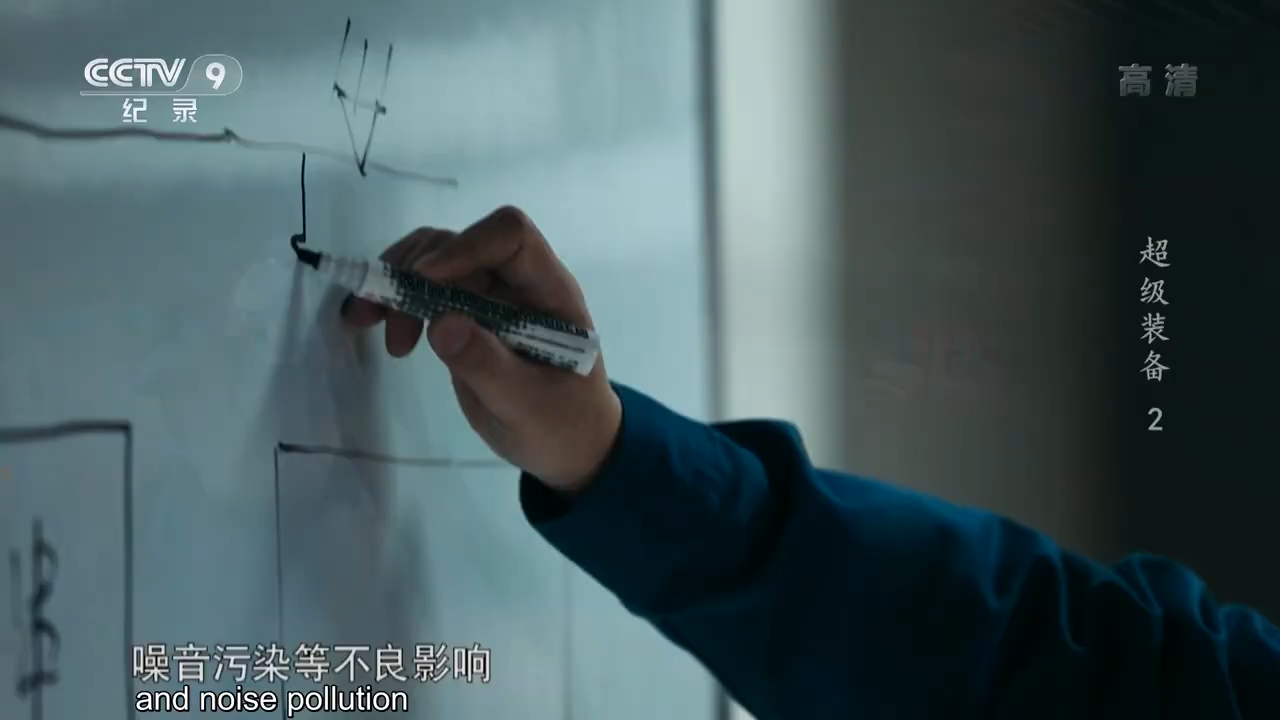 CCTV 9
纪录
高清
超级装备 2
噪音污染等不良影响
and noise pollution